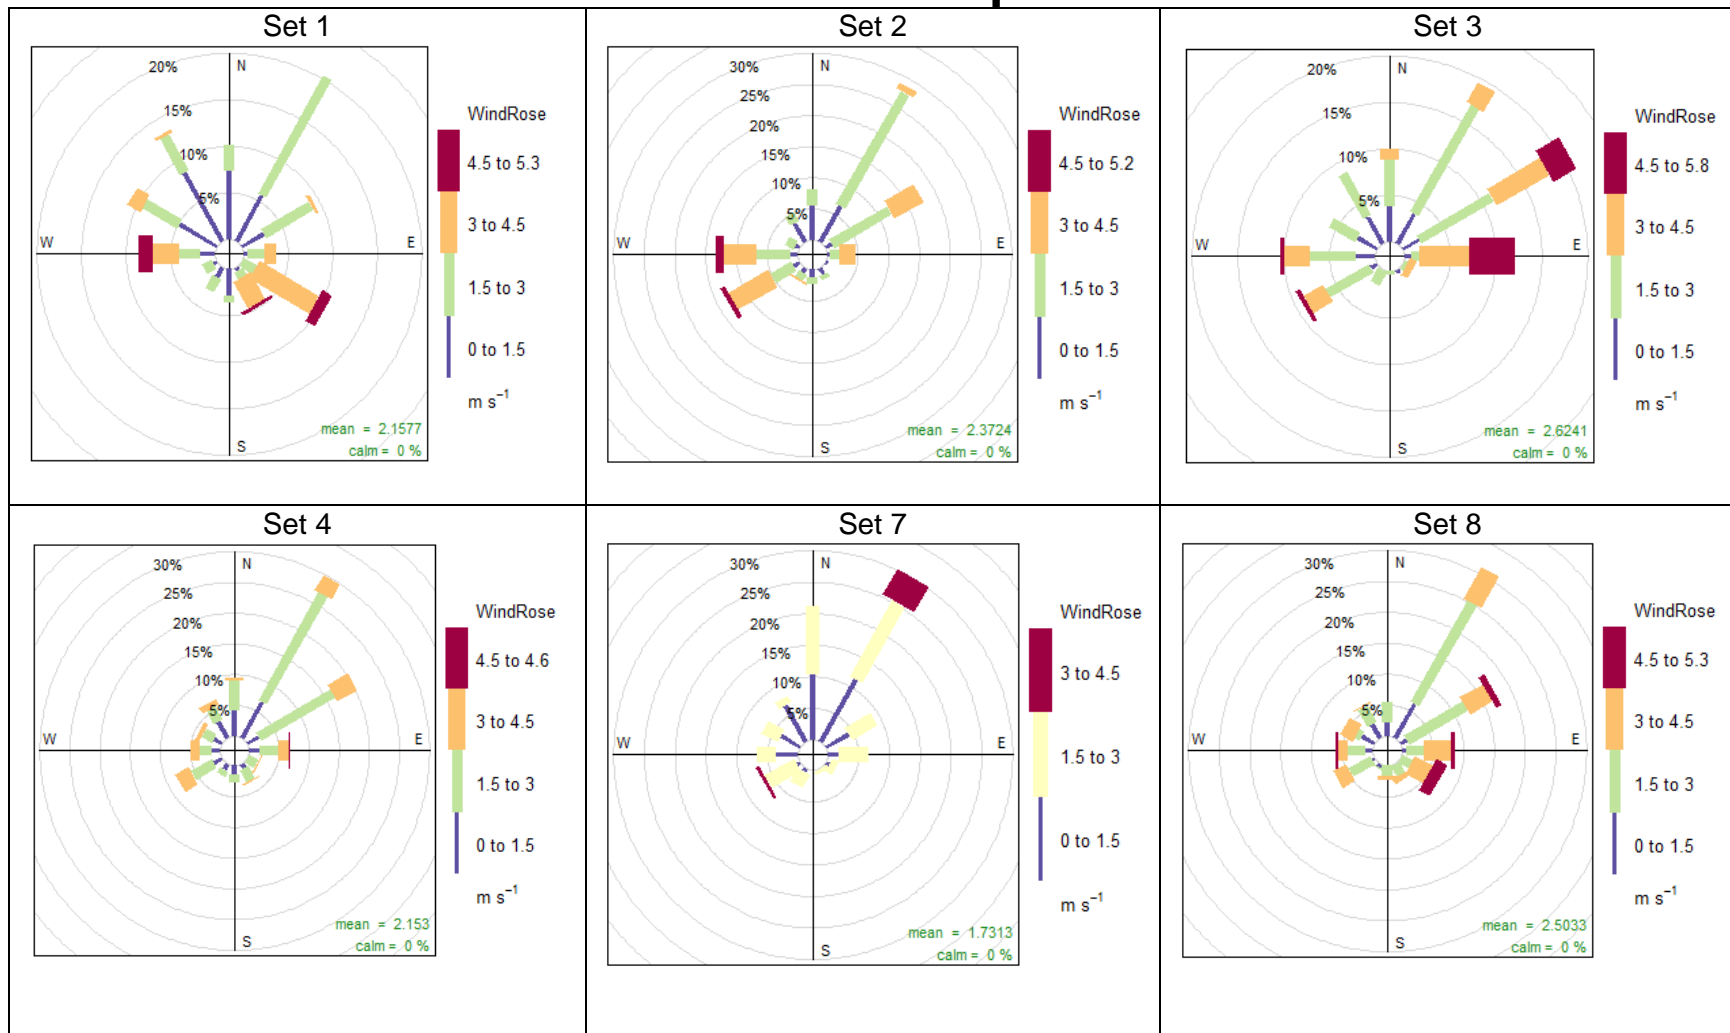 Set 1
20%
N
15%
10%
5%
W
E
S
mean = 2.1577
calm = 0 %
WindRose
4.5 to 5.3
3 to 4.5
1.5 to 3
0 to 1.5
m s⁻¹
Set 2
30%
N
25%
20%
15%
10%
5%
W
E
S
mean = 2.3724
calm = 0 %
WindRose
4.5 to 5.2
3 to 4.5
1.5 to 3
0 to 1.5
m s⁻¹
Set 3
20%
N
15%
10%
5%
W
E
S
mean = 2.6241
calm = 0 %
WindRose
4.5 to 5.8
3 to 4.5
1.5 to 3
0 to 1.5
m s⁻¹
Set 4
30%
N
25%
20%
15%
10%
5%
W
E
S
mean = 2.153
calm = 0 %
WindRose
4.5 to 4.6
3 to 4.5
1.5 to 3
0 to 1.5
m s⁻¹
Set 7
30%
N
25%
20%
15%
10%
5%
W
E
S
mean = 1.7313
calm = 0 %
WindRose
3 to 4.5
1.5 to 3
0 to 1.5
m s⁻¹
Set 8
30%
N
25%
20%
15%
10%
5%
W
E
S
mean = 2.5033
calm = 0 %
WindRose
4.5 to 5.3
3 to 4.5
1.5 to 3
0 to 1.5
m s⁻¹